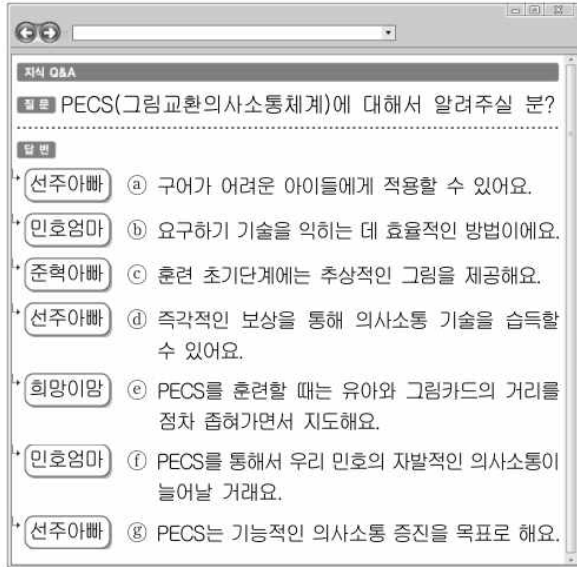 지식 Q&A
질문 PECS(그림교환의사소통체계)에 대해서 알려주실 분?
답변
선주아빠 ⓐ 구어가 어려운 아이들에게 적용할 수 있어요.
민호엄마 ⓑ 요구하기 기술을 익히는 데 효율적인 방법이에요.
준혁아빠 ⓒ 훈련 초기단계에는 추상적인 그림을 제공해요.
선주아빠 ⓓ 즉각적인 보상을 통해 의사소통 기술을 습득할
수 있어요.
희망이맘 ⓔ PECS를 훈련할 때는 유아와 그림카드의 거리를
점차 좁혀가면서 지도해요.
민호엄마 ⓕ PECS를 통해서 우리 민호의 자발적인 의사소통이
늘어날 거래요.
선주아빠 ⓖ PECS는 기능적인 의사소통 증진을 목표로 해요.